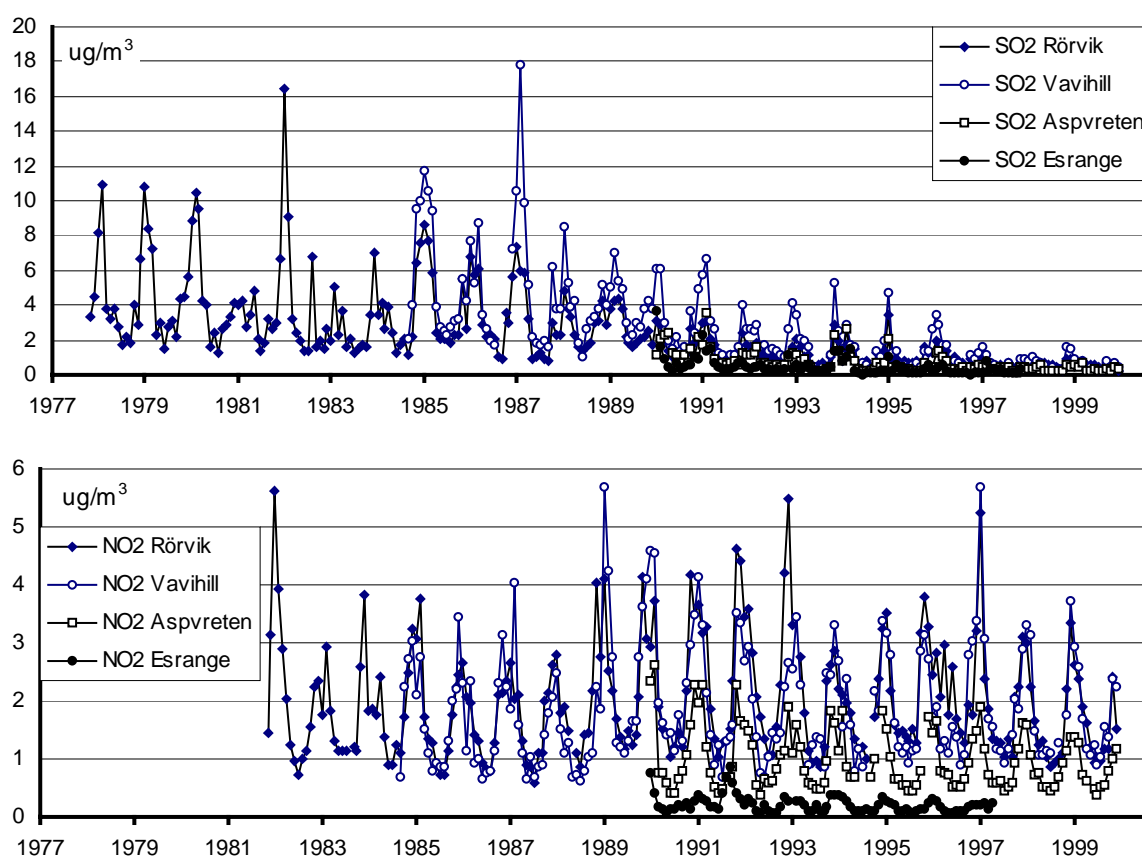 20
18
16
14
12
10
8
6
4
2
0
ug/m³
SO2 Rörvik
SO2 Vavihill
SO2 Aspvreten
SO2 Esrange
1977 1979 1981 1983 1985 1987 1989 1991 1993 1995 1997 1999
6
5
4
3
2
1
0
ug/m³
NO2 Rörvik
NO2 Vavihill
NO2 Aspvreten
NO2 Esrange
1977 1979 1981 1983 1985 1987 1989 1991 1993 1995 1997 1999